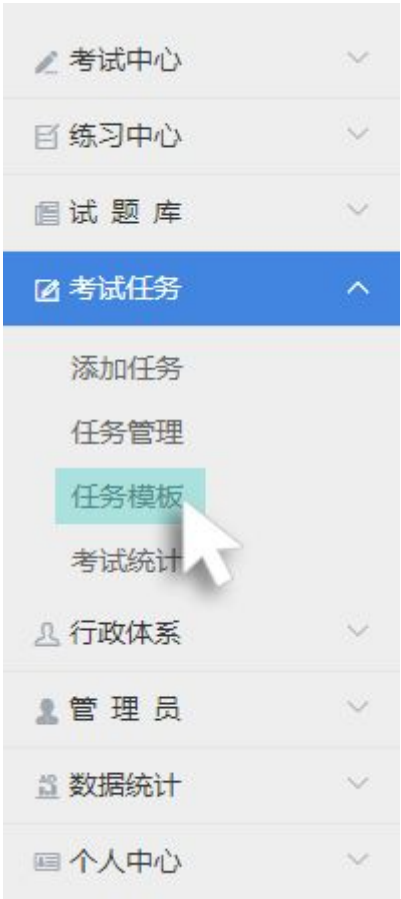 考试中心
练习中心
试 题 库
考试任务
添加任务
任务管理
任务模板
考试统计
行政体系
管 理 员
数据统计
个人中心